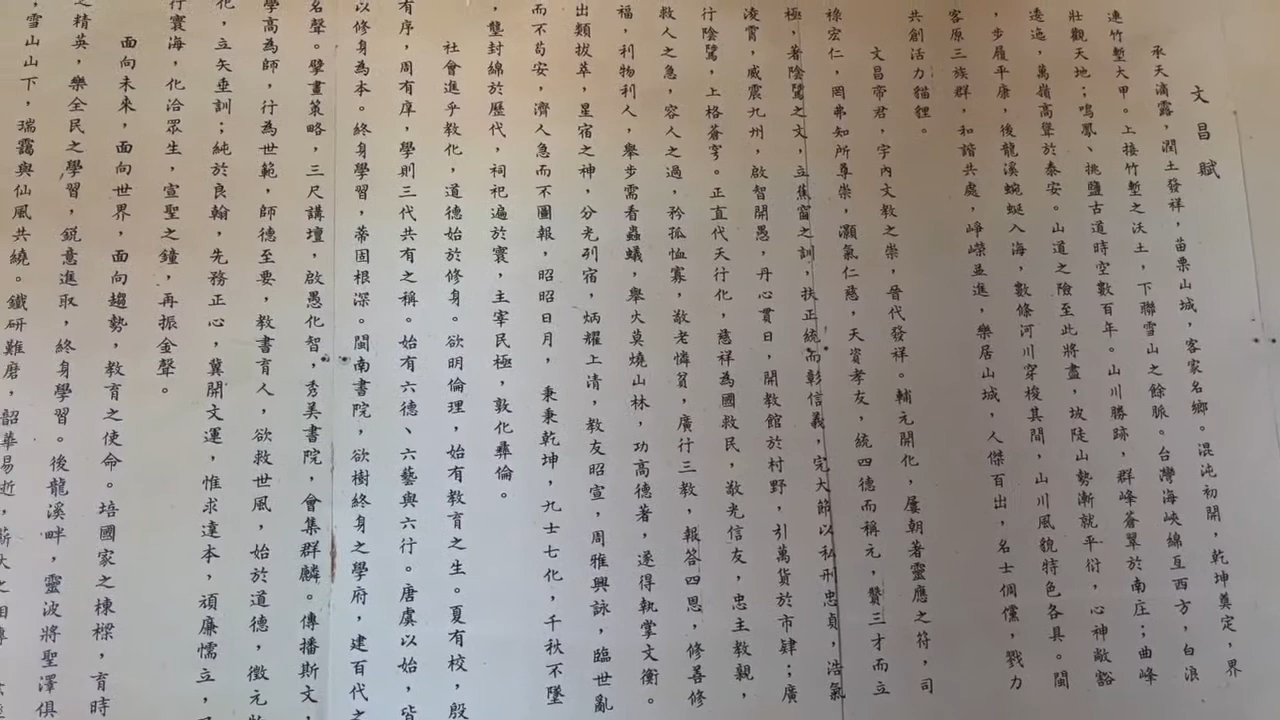 文昌賦
承天滴露，潤土發祥，苗栗山城，客家名鄉。混沌初開，乾坤奠定，界
連竹塹大甲。上接竹塹之沃土，下聯雪山之餘脈。台灣海峽綿亙西方，白浪
壯觀天地；鳴鳳、挑鹽古道時空數百年。山川勝跡，群峰蒼翠於南庄；曲峰
逶迤，萬嶺高聳於泰安。山道之險至此將盡，坡陡山勢漸就平衍，心神敞豁
，步履平康，後龍溪蜿蜒入海，數條河川穿梭其間，山川風貌特色各具。閩
客原三族群，和諧共處，崢嶸並進，樂居山城，人傑百出，名士倜儻，戮力
共創活力貓貍。
文昌帝君，宇內文教之崇，晉代發祥。輔元開化，屢朝著靈應之符，司
祿宏仁，罔弗知所尊崇，灝氣仁慈，天資孝友，統四德而稱元，贊三才而立
極，著陰騭之文，立蕉窗之訓，扶正統而彰信義，完大節以私刑忠貞，浩氣
凌霄，威震九州，啟智開愚，丹心貫日，開教館於村野，引萬貨於市肆；廣
行陰騭，上格蒼穹。正直代天行化，慈祥為國救民，敬兄信友，忠主教親，
救人之急，容人之過，矜孤恤寡，敬老憐貧，廣行三教，報答四恩，修善修
福，利物利人，舉步需看蟲蟻，舉火莫燒山林，功高德著，遂得執掌文衡。
出類拔萃，星宿之神，分光列宿，炳耀上清，教友昭宣，周雅興詠，臨世亂
而不苟安，濟人急而不圖報，昭昭日月，秉秉乾坤，九士七化，千秋不墜
，璽封綿於歷代，祠祀遍於寰，主宰民極，敦化彝倫。
社會進乎教化，道德始於修身。欲明倫理，始有教育之生。夏有校，殷
有序，周有庠，學則三代共有之稱。始有六德、六藝與六行。唐虞以始，皆
以修身為本。終身學習，蒂固根深。閩南書院，欲樹終身之學府，建百代之
名聲。擘畫策略，三尺講壇，啟愚化智，秀美書院，會集群麟。傳播斯文，
學高為師，行為世範，師德至要，教書育人，欲救世風，始於道德，徵元
化，立矢垂訓；純於良翰，先務正心，冀開文運，惟求達本，頑廉懦立，
行寰海，化洽眾生，宣聖之鐘，再振金聲。
面向未來，面向世界，面向趨勢，教育之使命。培國家之棟樑，育時
之精英，樂全民之學習，銳意進取，終身學習。後龍溪畔，靈波將聖澤俱
，雪山山下，瑞靄與仙風共繞。鐵研難磨，韶華易逝，薪火之相傳